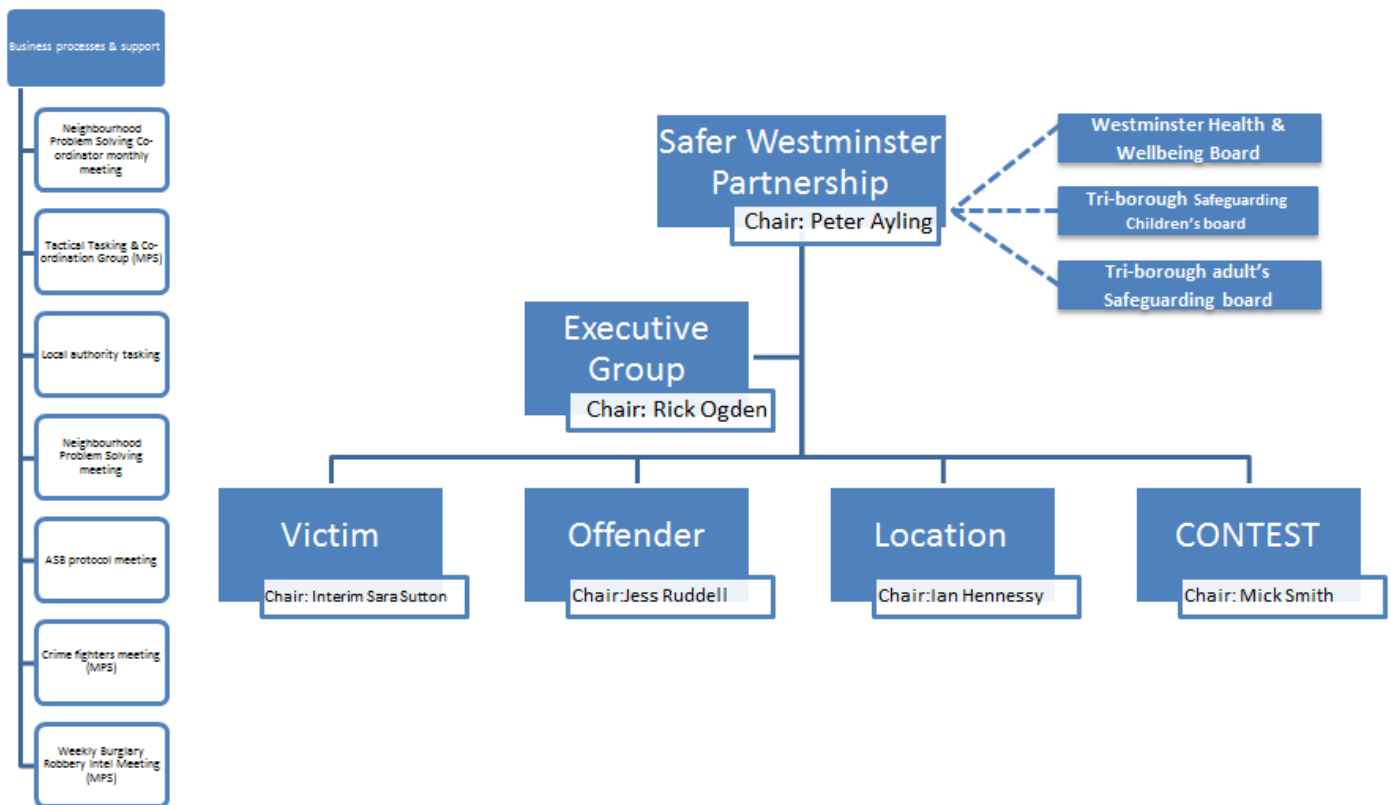 Business processes & support
Neighbourhood
Problem Solving Co-
ordinator monthly
meeting
Tactical Tasking & Co-
ordination Group (MPS)
Local authority tasking
Neighbourhood
Problem Solving
meeting
ASB protocol meeting
Crime fighters meeting
(MPS)
Weekly Burglary
Robbery Intel Meeting
(MPS)
Safer Westminster
Partnership
Chair: Peter Ayling
Westminster Health &
Wellbeing Board
Tri-borough Safeguarding
Children's board
Tri-borough adult's
Safeguarding board
Executive
Group
Chair: Rick Ogden
Victim
Chair: Interim Sara Sutton
Offender
Chair:Jess Ruddell
Location
Chair:Ian Hennessy
CONTEST
Chair: Mick Smith